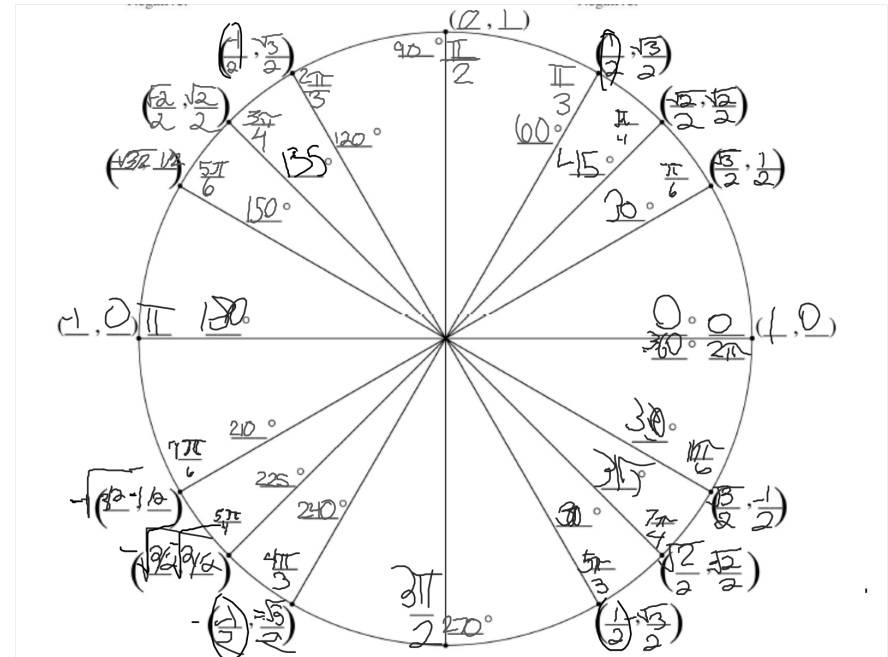 (0, 1)
90° π/2
(-1/2, √3/2)
2π/3
120°
π/3
60°
(1/2, √3/2)
(√-2/2, √2/2)
3π/4
135°
π/4
45°
(√2/2, √2/2)
(-√3/2 1/2)
5π/6
150°
π/6
30°
(√3/2, 1/2)
(-1, 0) π 180°
0° 0 (1, 0)
360° 2π
210°
7π/6
225°
5π/4
240°
4π/3
11π/6
(√3/2, -1/2)
315°
7π/4
(√2/2, -√2/2)
5π/3
(1/2, -√3/2)
3π/2 270°